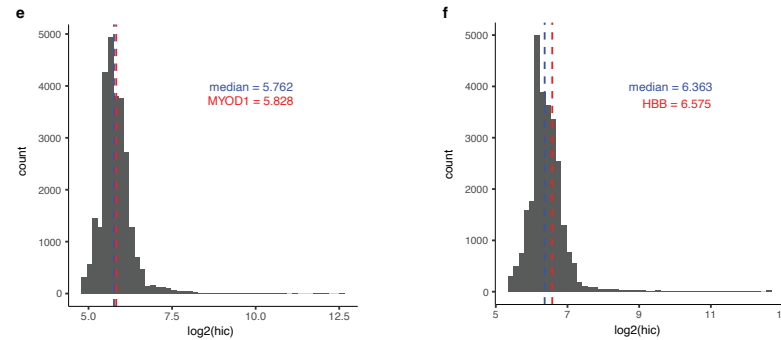 e
5000
4000
3000
2000
1000
0
count
median = 5.762
MYOD1 = 5.828
5.0 7.5 10.0 12.5
log2(hic)
f
5000
4000
3000
2000
1000
0
count
median = 6.363
HBB = 6.575
5 7 9 11
log2(hic)